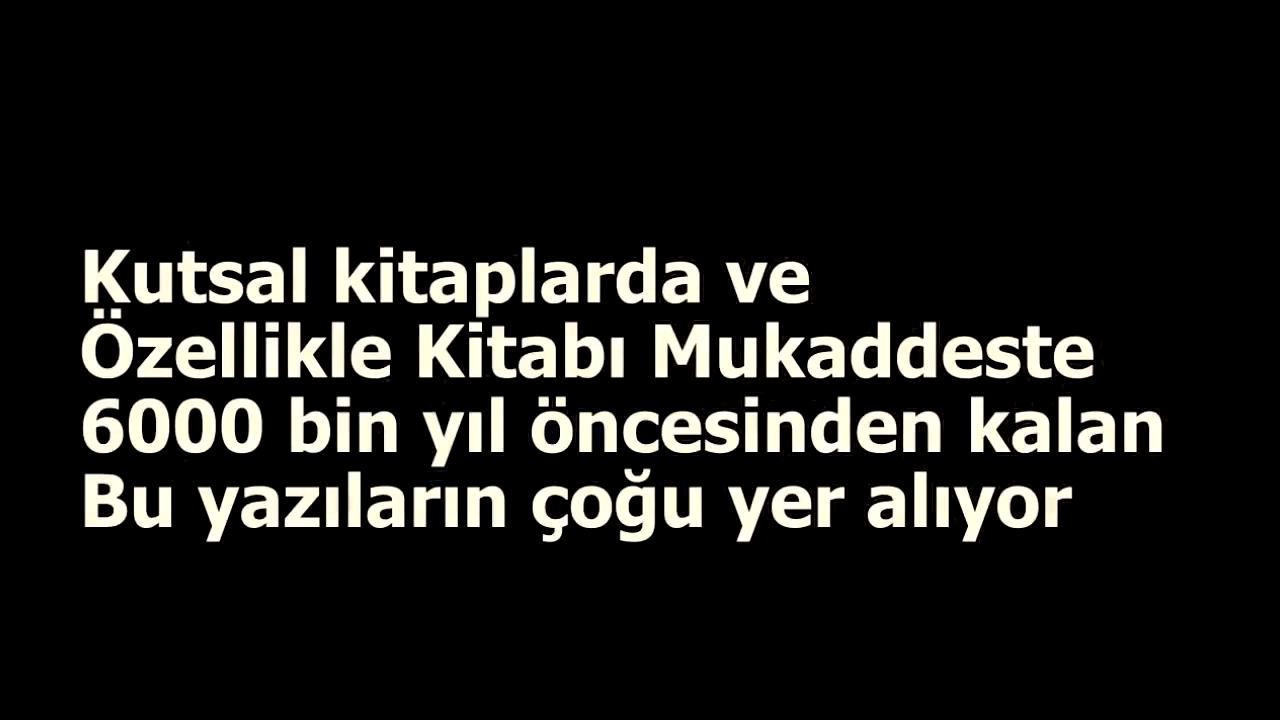 Kutsal kitaplarda ve
Özellikle Kitabı Mukaddeste
6000 bin yıl öncesinden kalan
Bu yazıların çoğu yer alıyor